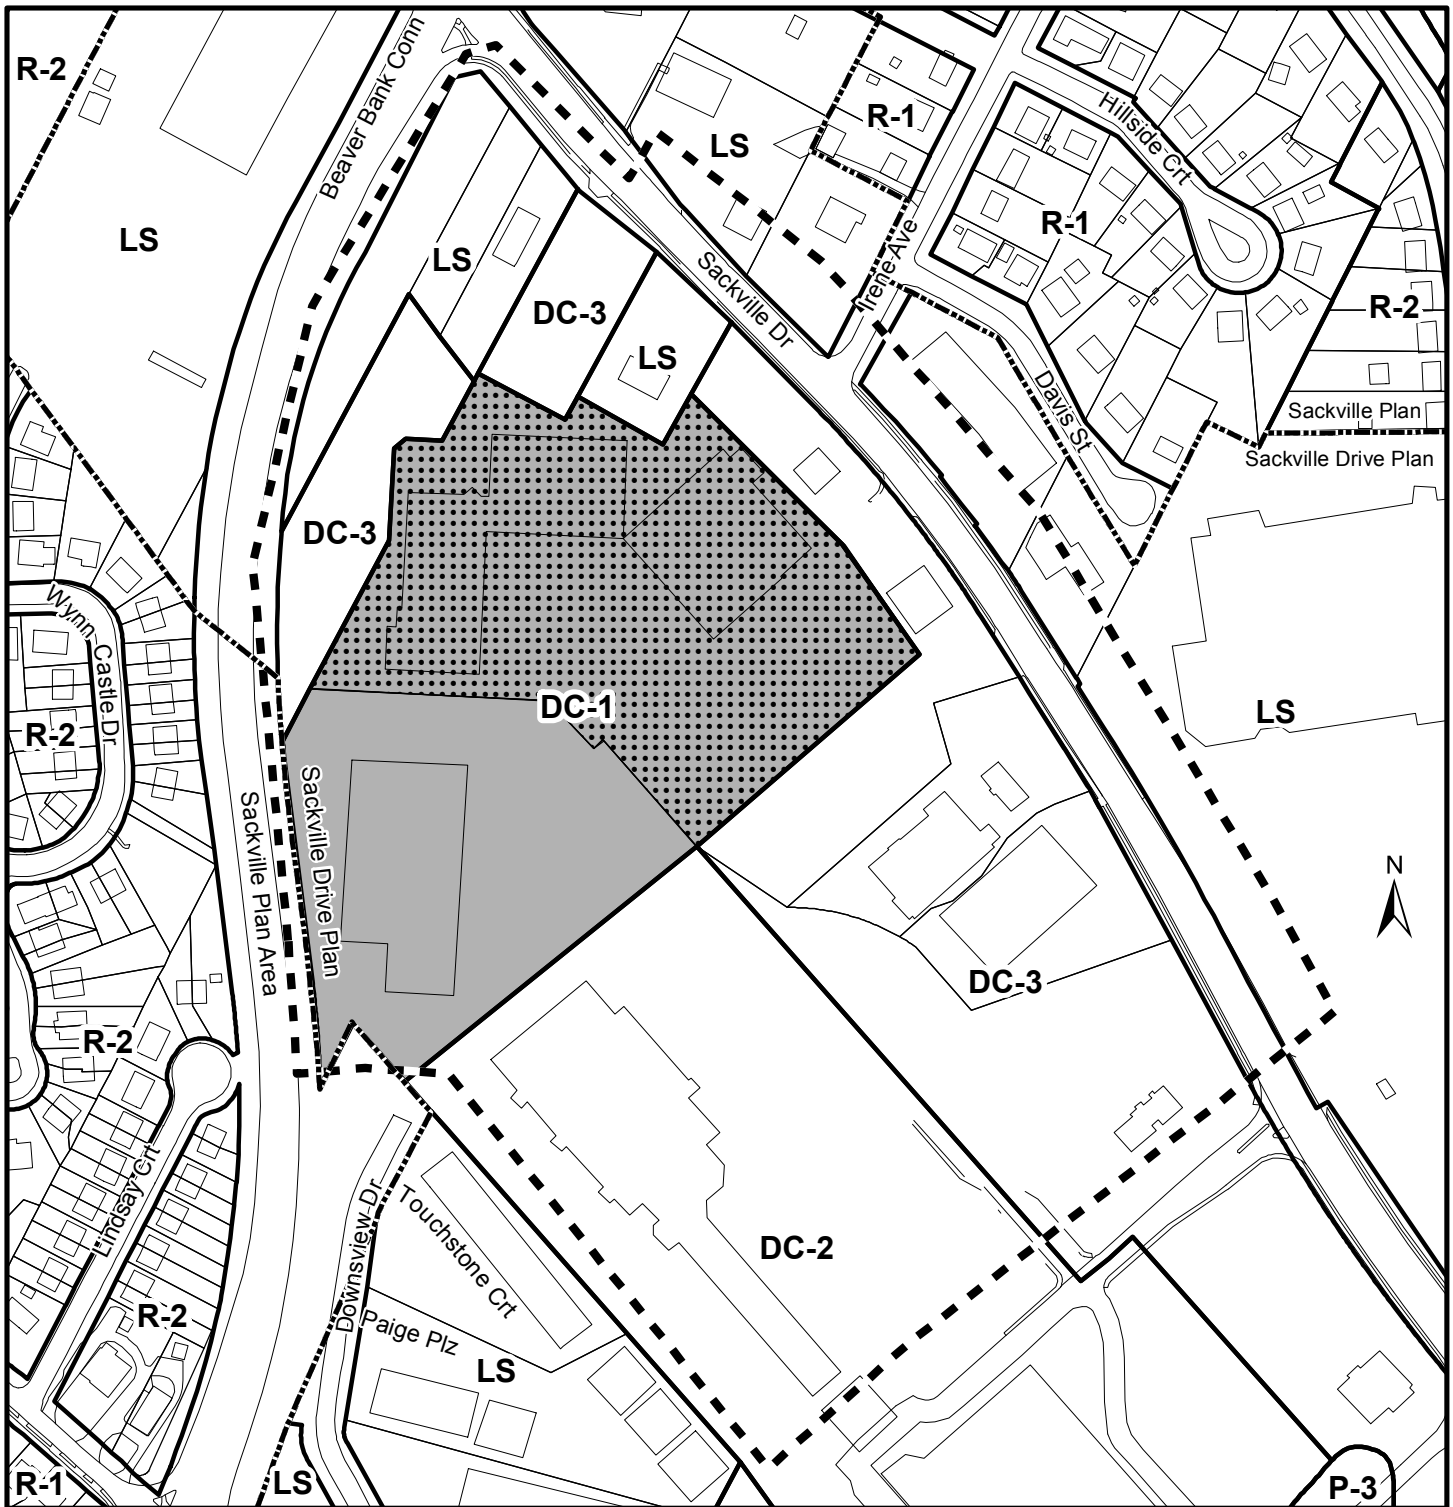 R-2
Beaver Bank Conn
LS
R-1
Hillside Crt
R-1
LS
LS
Sackville Dr
Irene Ave
DC-3
R-2
LS
Davis St
Sackville Plan
Sackville Drive Plan
DC-3
Wynn Castle Dr
DC-1
LS
R-2
Sackville Plan Area
Sackville Drive Plan
N
DC-3
R-2
Lindsay Crt
Downsview Dr
Touchstone Crt
DC-2
R-2
Paige Plz
LS
R-1
LS
P-3